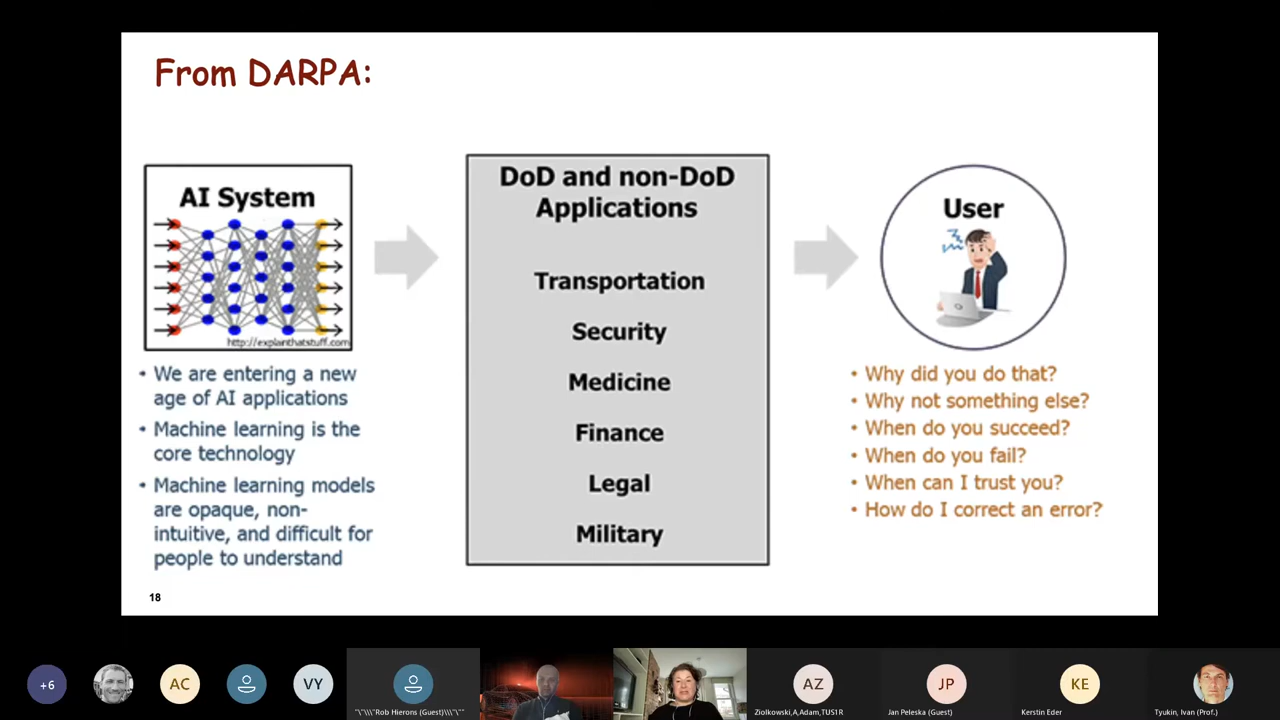 From DARPA:
AI System
http://explainthatstuff.com
• We are entering a new
age of AI applications
• Machine learning is the
core technology
• Machine learning models
are opaque, non-
intuitive, and difficult for
people to understand
DoD and non-DoD
Applications
Transportation
Security
Medicine
Finance
Legal
Military
User
• Why did you do that?
• Why not something else?
• When do you succeed?
• When do you fail?
• When can I trust you?
• How do I correct an error?
18
+6
AC
VY
"\"\\\"Rob Hierons (Guest)\\\"\""
AZ
Ziolkowski,A,Adam,TUS1R
JP
Jan Peleska (Guest)
KE
Kerstin Eder
Tyukin, Ivan (Prof.)